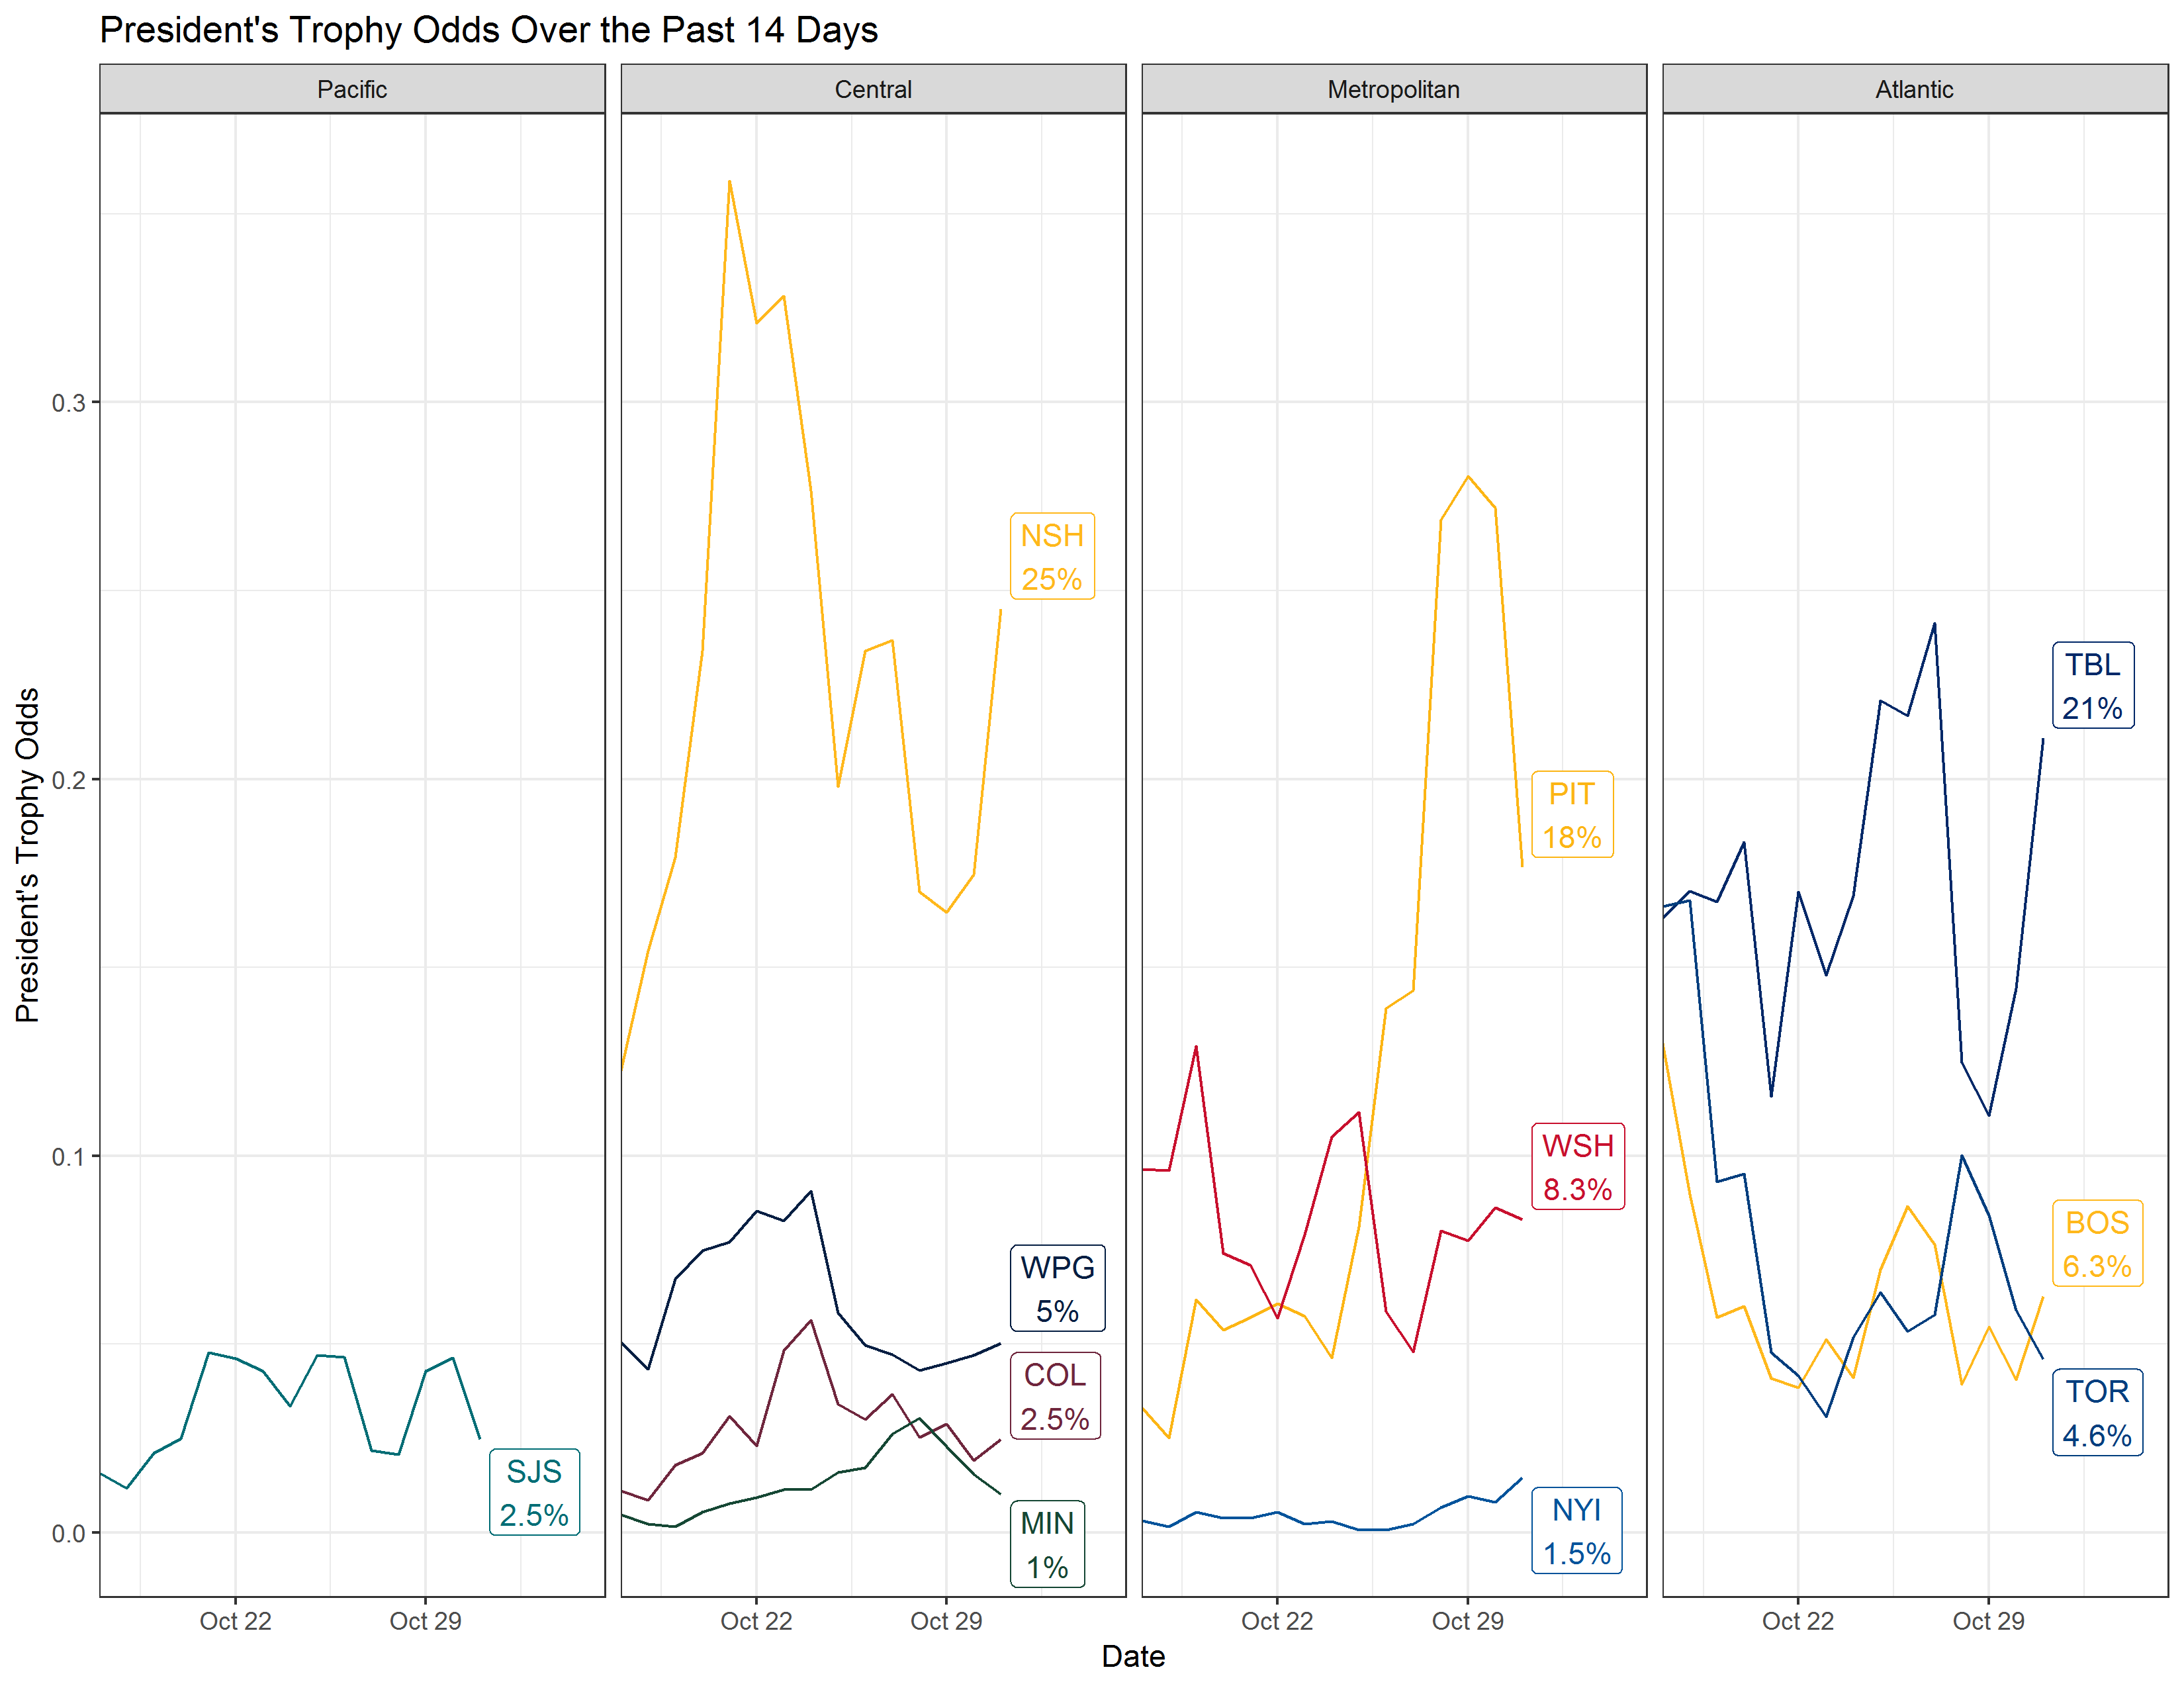 President's Trophy Odds Over the Past 14 Days
Pacific
Central
Metropolitan
Atlantic
President's Trophy Odds
0.3
0.2
0.1
0.0
SJS
2.5%
NSH
25%
WPG
5%
COL
2.5%
MIN
1%
PIT
18%
WSH
8.3%
NYI
1.5%
TBL
21%
BOS
6.3%
TOR
4.6%
Oct 22
Oct 29
Oct 22
Oct 29
Oct 22
Oct 29
Oct 22
Oct 29
Date